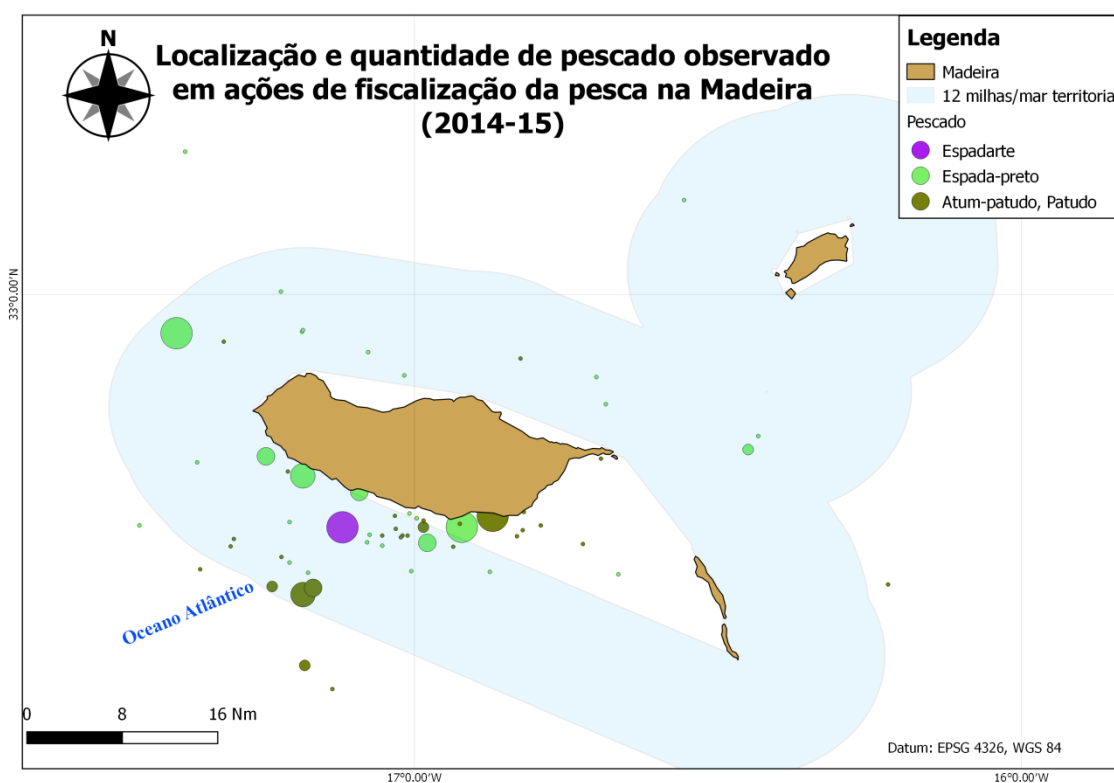 N
Localização e quantidade de pescado observado
em ações de fiscalização da pesca na Madeira
(2014-15)
Legenda
Madeira
12 milhas/mar territoria
Pescado
Espadarte
Espada-preto
Atum-patudo, Patudo
33°0.00'N
Oceano Atlântico
0 8 16 Nm
Datum: EPSG 4326, WGS 84
17°0.00'W
16°0.00'W